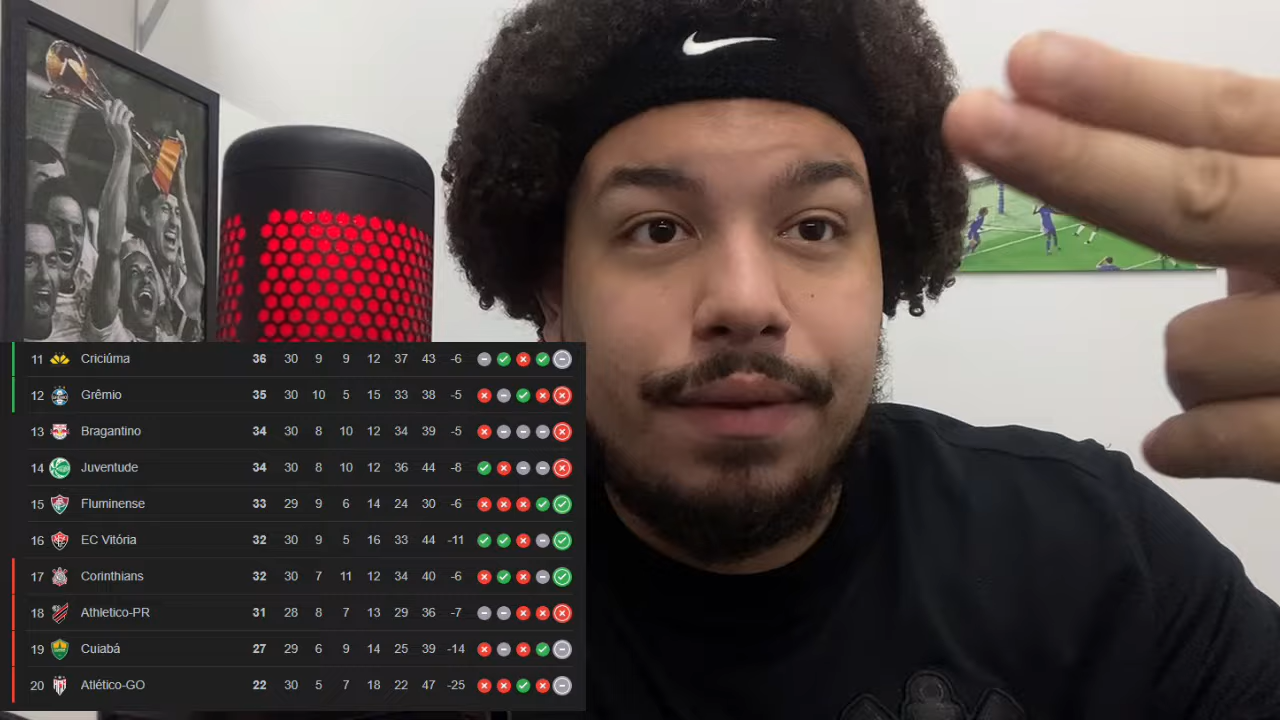 11 Criciúma 36 30 9 9 12 37 43 -6
12 Grêmio 35 30 10 5 15 33 38 -5
13 Bragantino 34 30 8 10 12 34 39 -5
14 Juventude 34 30 8 10 12 36 44 -8
15 Fluminense 33 29 9 6 14 24 30 -6
16 EC Vitória 32 30 9 5 16 33 44 -11
17 Corinthians 32 30 7 11 12 34 40 -6
18 Athletico-PR 31 28 8 7 13 29 36 -7
19 Cuiabá 27 29 6 9 14 25 39 -14
20 Atlético-GO 22 30 5 7 18 22 47 -25